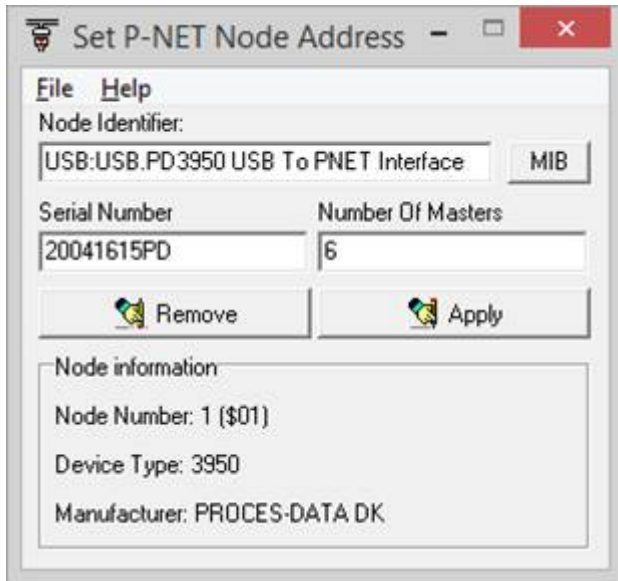 Set P-NET Node Address
File Help
Node Identifier:
USB:USB.PD3950 USB To PNET Interface MIB
Serial Number Number Of Masters
20041615PD 6
Remove Apply
Node information
Node Number: 1 ($01)
Device Type: 3950
Manufacturer: PROCES-DATA DK